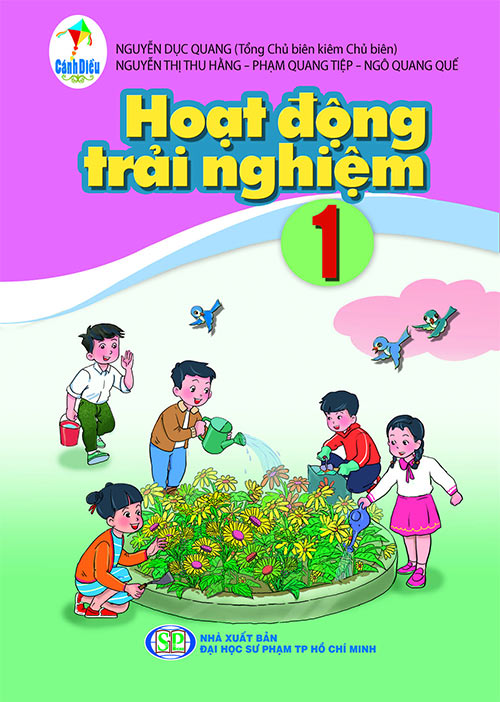 Cánh Diều
NGUYỄN DỤC QUANG (Tổng Chủ biên kiêm Chủ biên)
NGUYỄN THỊ THU HẰNG – PHẠM QUANG TIỆP – NGÔ QUANG QUẾ
Hoạt động
trải nghiệm
1
SP
NHÀ XUẤT BẢN
ĐẠI HỌC SƯ PHẠM TP HỒ CHÍ MINH